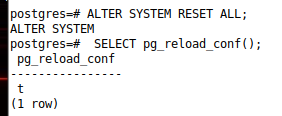 postgres=# ALTER SYSTEM RESET ALL;
ALTER SYSTEM
postgres=#  SELECT pg_reload_conf();
 pg_reload_conf
----------------
 t
(1 row)